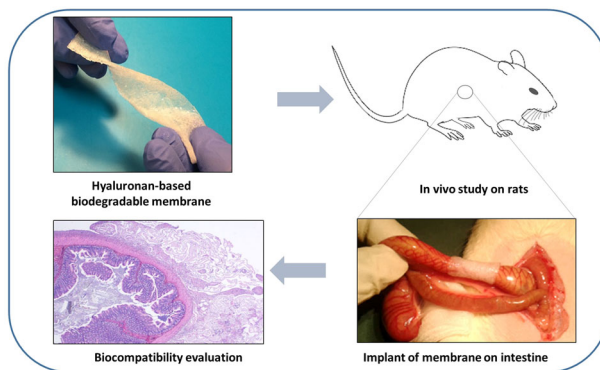 Hyaluronan-based
biodegradable membrane
In vivo study on rats
Biocompatibility evaluation
Implant of membrane on intestine